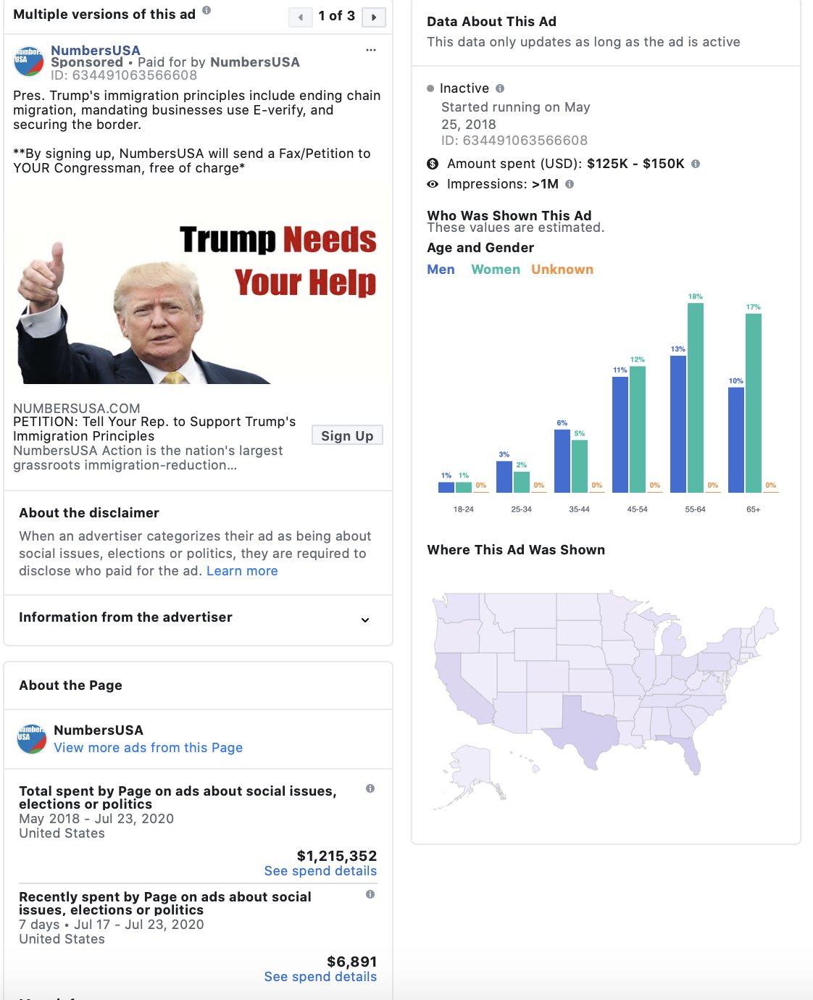 Multiple versions of this ad
1 of 3
NumbersUSA
Sponsored • Paid for by NumbersUSA
ID: 634491063566608
Pres. Trump's immigration principles include ending chain
migration, mandating businesses use E-verify, and
securing the border.
**By signing up, NumbersUSA will send a Fax/Petition to
YOUR Congressman, free of charge*
Trump Needs
Your Help
NUMBERSUSA.COM
PETITION: Tell Your Rep. to Support Trump's
Immigration Principles
Sign Up
NumbersUSA Action is the nation's largest
grassroots immigration-reduction...
About the disclaimer
When an advertiser categorizes their ad as being about
social issues, elections or politics, they are required to
disclose who paid for the ad. Learn more
Information from the advertiser
About the Page
NumbersUSA
View more ads from this Page
Total spent by Page on ads about social issues,
elections or politics
May 2018 - Jul 23, 2020
United States
$1,215,352
See spend details
Recently spent by Page on ads about social
issues, elections or politics
7 days • Jul 17 - Jul 23, 2020
United States
$6,891
See spend details
Data About This Ad
This data only updates as long as the ad is active
Inactive
Started running on May
25, 2018
ID: 634491063566608
Amount spent (USD): $125K - $150K
Impressions: >1M
Who Was Shown This Ad
These values are estimated.
Age and Gender
Men Women Unknown
1% 1% 0%
3% 2% 0%
6% 5% 0%
11% 12% 0%
13% 18% 0%
10% 17% 0%
18-24 25-34 35-44 45-54 55-64 65+
Where This Ad Was Shown